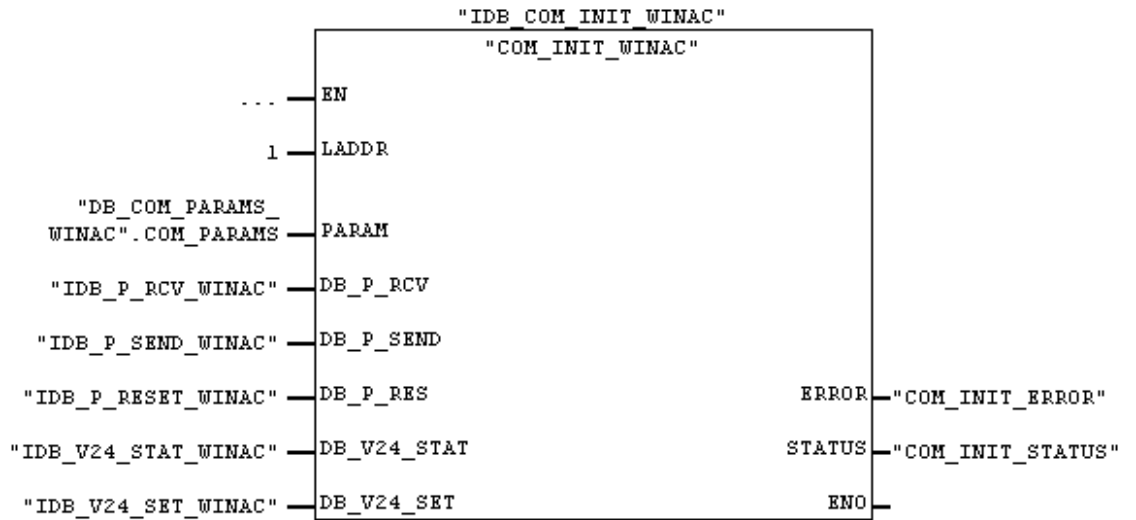 "IDB_COM_INIT_WINAC"
"COM_INIT_WINAC"
... EN
1 LADDR
"DB_COM_PARAMS_
WINAC".COM_PARAMS PARAM
"IDB_P_RCV_WINAC" DB_P_RCV
"IDB_P_SEND_WINAC" DB_P_SEND
"IDB_P_RESET_WINAC" DB_P_RES ERROR "COM_INIT_ERROR"
"IDB_V24_STAT_WINAC" DB_V24_STAT STATUS "COM_INIT_STATUS"
"IDB_V24_SET_WINAC" DB_V24_SET ENO